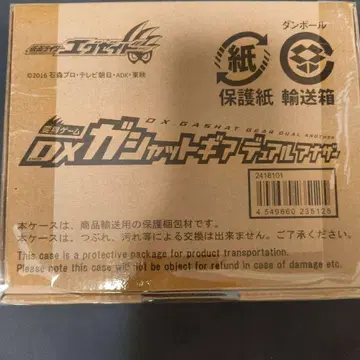 仮面ライダー
エグゼイド
©2016 石森プロ・テレビ朝日・ADK・東映
紙
保護紙
ダンボール
輸送箱
DX GASHAT GEAR DUAL ANOTHER
変身ゲーム
DXガシャットギア デュアル アナザー
2418101
4 549660 235125
本ケースは、商品輸送用の保護梱包材です。
本ケースは、つぶれ、汚れ等による交換は出来ません。ご了承ください。
This case is a protective package for product transportation.
Please note this case will not be object for refund in case of damage etc.